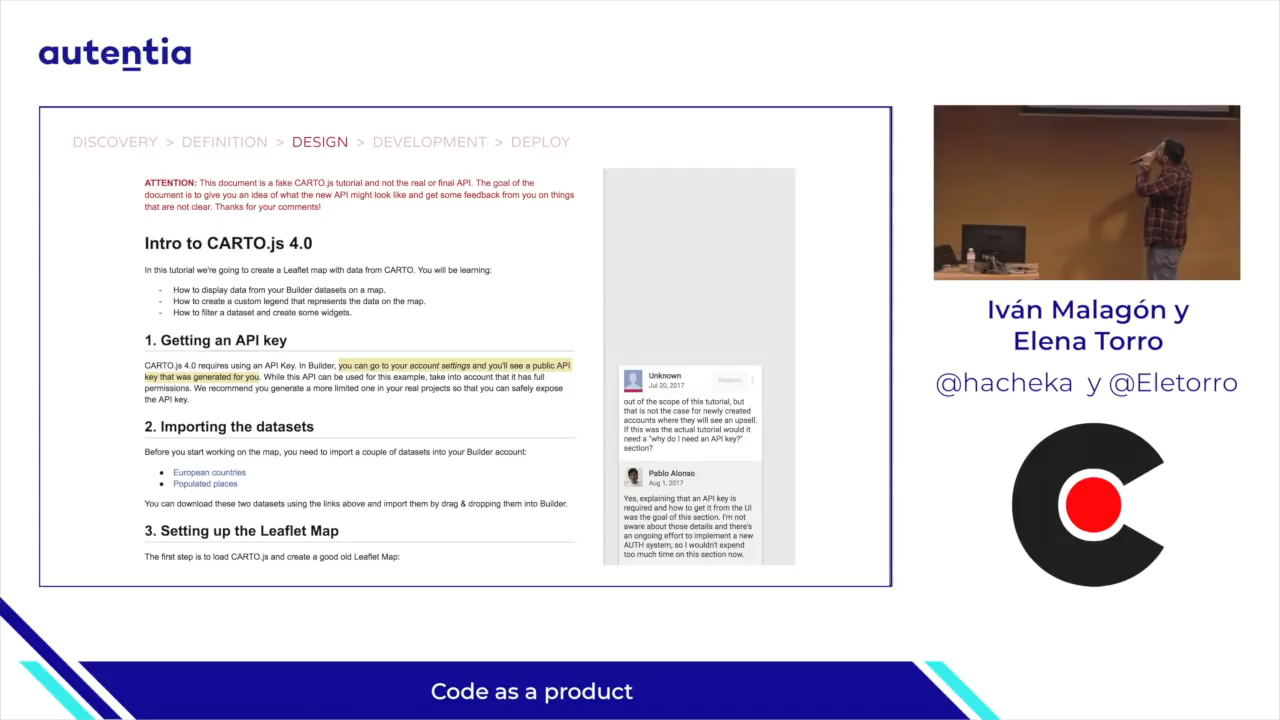 autentia
DISCOVERY > DEFINITION > DESIGN > DEVELOPMENT > DEPLOY
ATTENTION: This document is a fake CARTO.js tutorial and not the real or final API. The goal of the
document is to give you an idea of what the new API might look like and get some feedback from you on things
that are not clear. Thanks for your comments!
Intro to CARTO.js 4.0
In this tutorial we're going to create a Leaflet map with data from CARTO. You will be learning:
- How to display data from your Builder datasets on a map.
- How to create a custom legend that represents the data on the map.
- How to filter a dataset and create some widgets.
1. Getting an API key
CARTO.js 4.0 requires using an API Key. In Builder, you can go to your account settings and you'll see a public API
key that was generated for you. While this API can be used for this example, take into account that it has full
permissions. We recommend you generate a more limited one in your real projects so that you can safely expose
the API key.
2. Importing the datasets
Before you start working on the map, you need to import a couple of datasets into your Builder account:
● European countries
● Populated places
You can download these two datasets using the links above and import them by drag & dropping them into Builder.
3. Setting up the Leaflet Map
The first step is to load CARTO.js and create a good old Leaflet Map:
Unknown
Jul 20, 2017
out of the scope of this tutorial, but
that is not the case for newly created
accounts where they will see an upsell.
If this was the actual tutorial would it
need a "why do I need an API key?"
section?
Pablo Alonso
Aug 1, 2017
Yes, explaining that an API key is
required and how to get it from the UI
was the goal of this section. I'm not
aware about those details and there's
an ongoing effort to implement a new
AUTH system, so I wouldn't expend
too much time on this section now.
Iván Malagón y
Elena Torro
@hacheka y @Eletorro
Code as a product